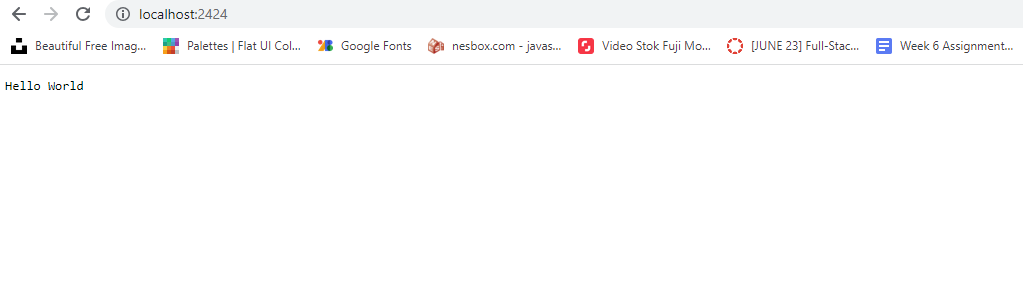 localhost:2424
Beautiful Free Imag... Palettes | Flat UI Col... Google Fonts nesbox.com - javas... Video Stok Fuji Mo... [JUNE 23] Full-Stac... Week 6 Assignment...
Hello World